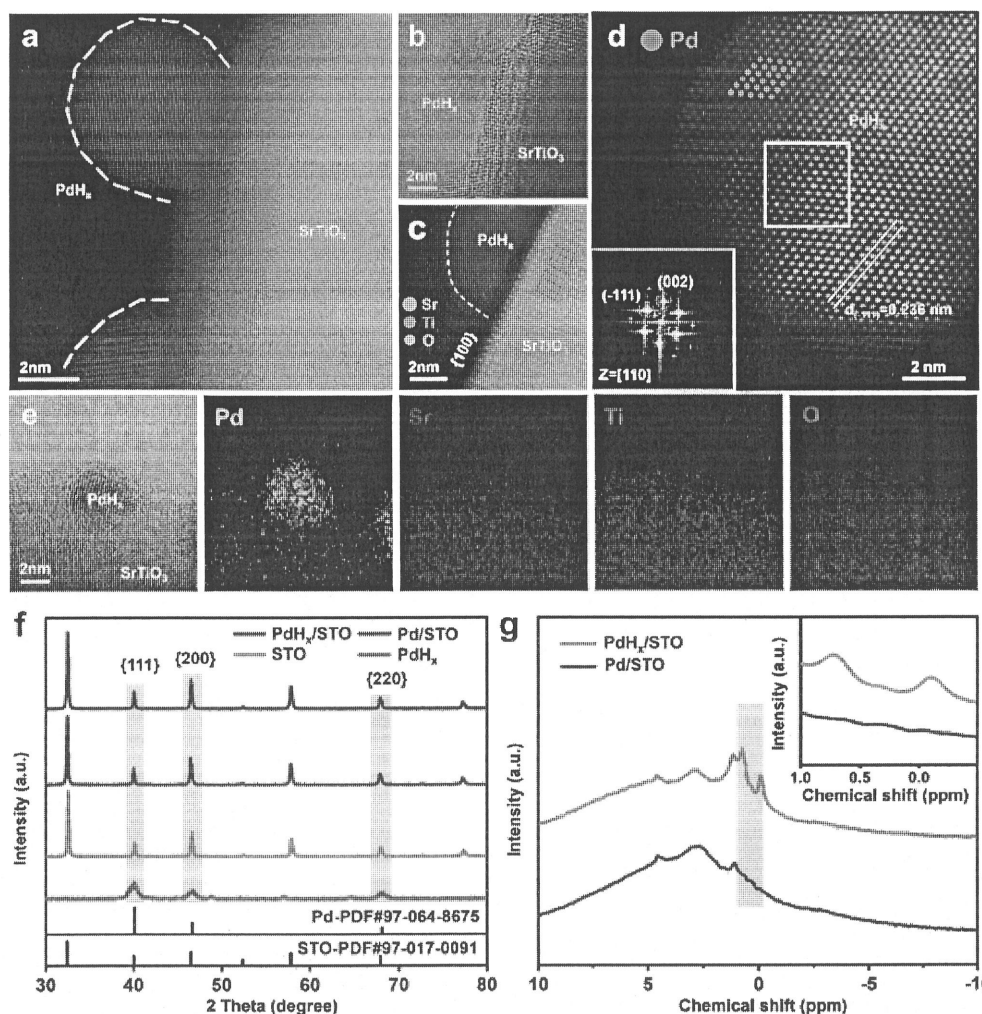 a
PdHx
SrTiO3
2nm
b
PdHx
SrTiO3
2nm
c
PdHx
Sr
Ti
O
{100}
SrTiO3
2nm
d
Pd
PdHx
(-111)
(002)
Z=[110]
d(-111)=0.236 nm
2 nm
e
PdHx
SrTiO3
2nm
Pd
Sr
Ti
O
f
PdHx/STO
Pd/STO
STO
PdHx
{111}
{200}
{220}
Intensity (a.u.)
Pd-PDF#97-064-8675
STO-PDF#97-017-0091
30 40 50 60 70 80
2 Theta (degree)
g
PdHx/STO
Pd/STO
Intensity (a.u.)
1.0 0.5 0.0
Chemical shift (ppm)
Intensity (a.u.)
10 5 0 -5 -10
Chemical shift (ppm)